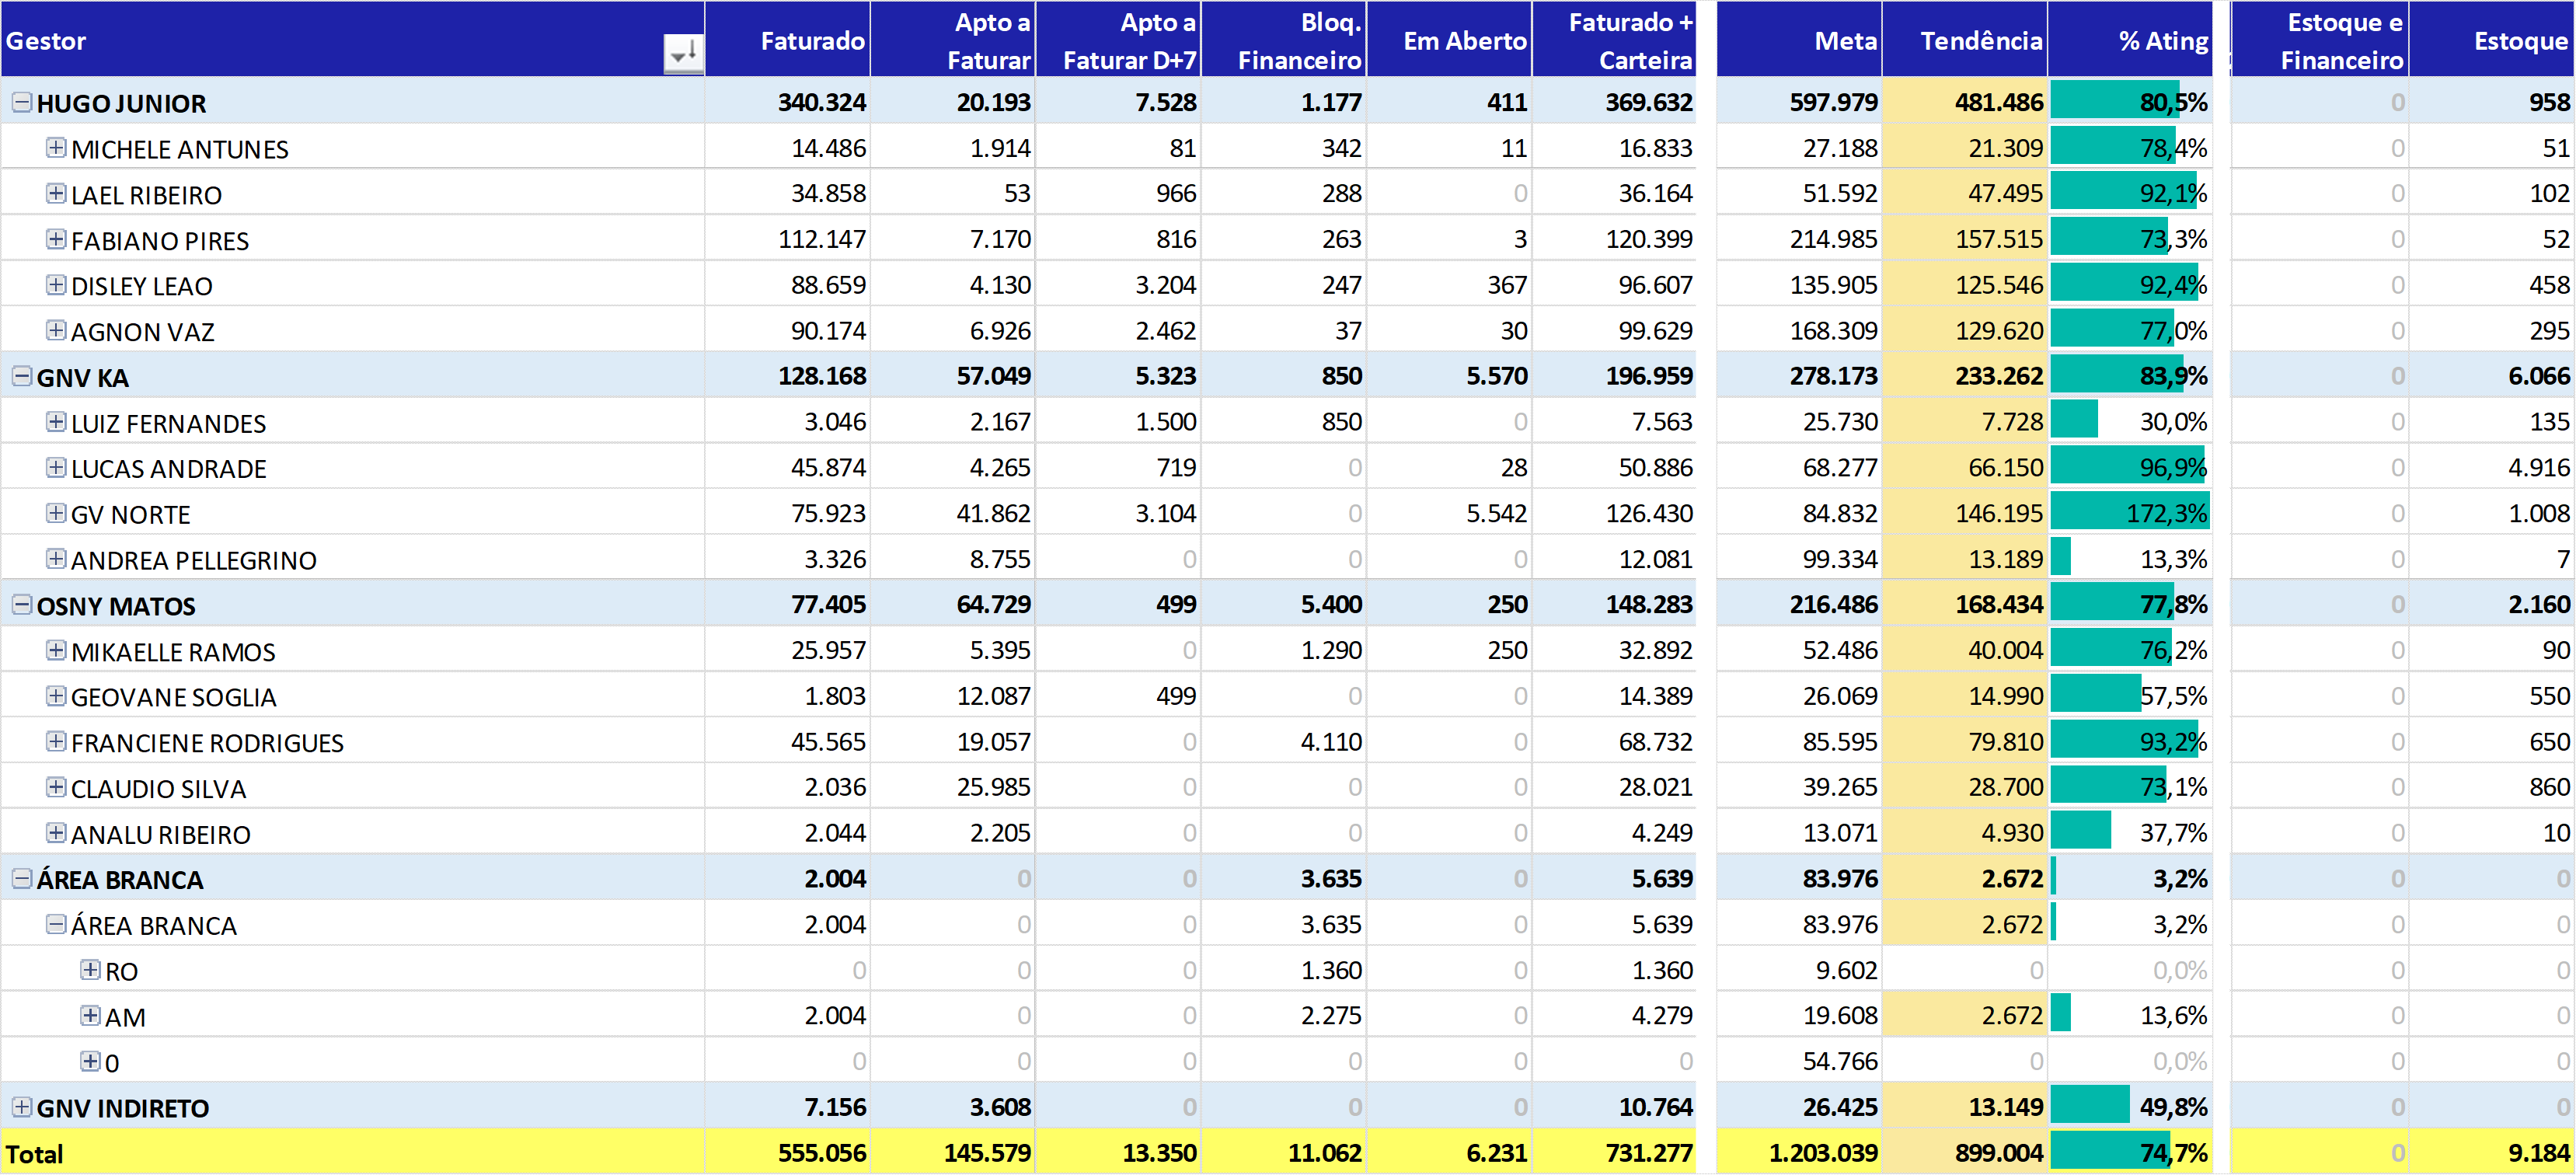 Gestor Faturado Apto a Faturar Apto a Faturar D+7 Bloq. Financeiro Em Aberto Faturado + Carteira Meta Tendência % Ating Estoque e Financeiro Estoque
HUGO JUNIOR 340.324 20.193 7.528 1.177 411 369.632 597.979 481.486 80,5% 0 958
MICHELE ANTUNES 14.486 1.914 81 342 11 16.833 27.188 21.309 78,4% 0 51
LAEL RIBEIRO 34.858 53 966 288 0 36.164 51.592 47.495 92,1% 0 102
FABIANO PIRES 112.147 7.170 816 263 3 120.399 214.985 157.515 73,3% 0 52
DISLEY LEAO 88.659 4.130 3.204 247 367 96.607 135.905 125.546 92,4% 0 458
AGNON VAZ 90.174 6.926 2.462 37 30 99.629 168.309 129.620 77,0% 0 295
GNV KA 128.168 57.049 5.323 850 5.570 196.959 278.173 233.262 83,9% 0 6.066
LUIZ FERNANDES 3.046 2.167 1.500 850 0 7.563 25.730 7.728 30,0% 0 135
LUCAS ANDRADE 45.874 4.265 719 0 28 50.886 68.277 66.150 96,9% 0 4.916
GV NORTE 75.923 41.862 3.104 0 5.542 126.430 84.832 146.195 172,3% 0 1.008
ANDREA PELLEGRINO 3.326 8.755 0 0 0 12.081 99.334 13.189 13,3% 0 7
OSNY MATOS 77.405 64.729 499 5.400 250 148.283 216.486 168.434 77,8% 0 2.160
MIKAELLE RAMOS 25.957 5.395 0 1.290 250 32.892 52.486 40.004 76,2% 0 90
GEOVANE SOGLIA 1.803 12.087 499 0 0 14.389 26.069 14.990 57,5% 0 550
FRANCIENE RODRIGUES 45.565 19.057 0 4.110 0 68.732 85.595 79.810 93,2% 0 650
CLAUDIO SILVA 2.036 25.985 0 0 0 28.021 39.265 28.700 73,1% 0 860
ANALU RIBEIRO 2.044 2.205 0 0 0 4.249 13.071 4.930 37,7% 0 10
ÁREA BRANCA 2.004 0 0 3.635 0 5.639 83.976 2.672 3,2% 0 0
ÁREA BRANCA 2.004 0 0 3.635 0 5.639 83.976 2.672 3,2% 0 0
RO 0 0 0 1.360 0 1.360 9.602 0 0,0% 0 0
AM 2.004 0 0 2.275 0 4.279 19.608 2.672 13,6% 0 0
0 0 0 0 0 0 0 54.766 0 0,0% 0 0
GNV INDIRETO 7.156 3.608 0 0 0 10.764 26.425 13.149 49,8% 0 0
Total 555.056 145.579 13.350 11.062 6.231 731.277 1.203.039 899.004 74,7% 0 9.184